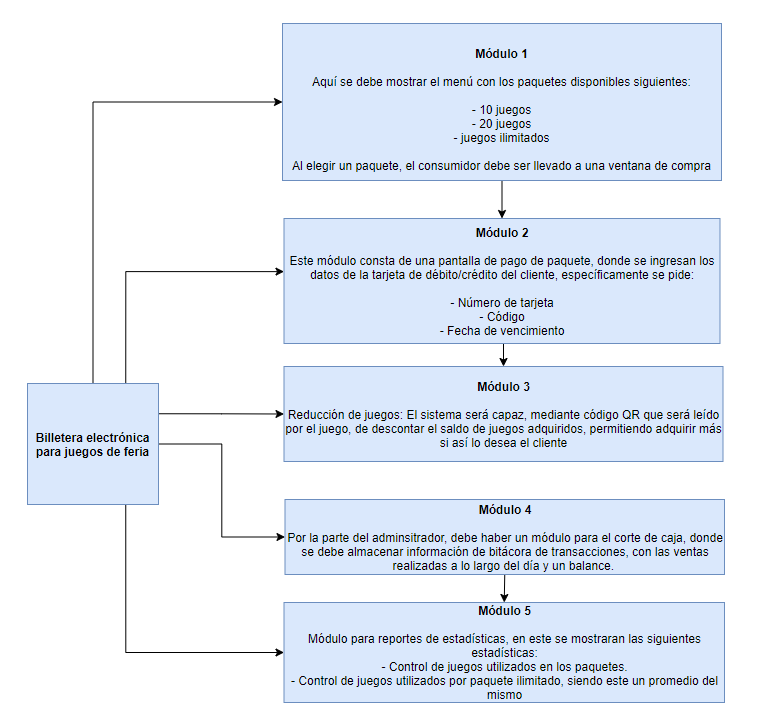 Módulo 1
Aquí se debe mostrar el menú con los paquetes disponibles siguientes:
- 10 juegos
- 20 juegos
- juegos ilimitados
Al elegir un paquete, el consumidor debe ser llevado a una ventana de compra
Módulo 2
Este módulo consta de una pantalla de pago de paquete, donde se ingresan los
datos de la tarjeta de débito/crédito del cliente, específicamente se pide:
- Número de tarjeta
- Código
- Fecha de vencimiento
Billetera electrónica
para juegos de feria
Módulo 3
Reducción de juegos: El sistema será capaz, mediante código QR que será leído
por el juego, de descontar el saldo de juegos adquiridos, permitiendo adquirir más
si así lo desea el cliente
Módulo 4
Por la parte del adminsitrador, debe haber un módulo para el corte de caja, donde
se debe almacenar información de bitácora de transacciones, con las ventas
realizadas a lo largo del día y un balance.
Módulo 5
Módulo para reportes de estadísticas, en este se mostraran las siguientes
estadísticas:
- Control de juegos utilizados en los paquetes.
- Control de juegos utilizados por paquete ilimitado, siendo este un promedio del
mismo